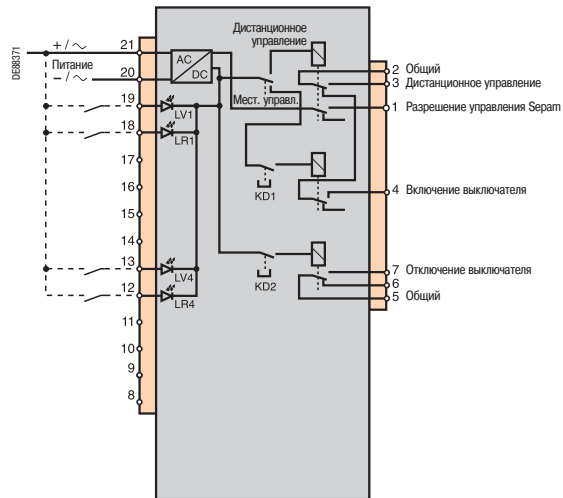 DE88371
+ / ∼
Питание
− / ∼
21
20
19
18
17
16
15
14
13
12
11
10
9
8
AC
DC
LV1
LR1
LV4
LR4
Дистанционное
управление
Мест. управл.
KD1
KD2
2 Общий
3 Дистанционное управление
1 Разрешение управления Sepam
4 Включение выключателя
7 Отключение выключателя
6
5 Общий